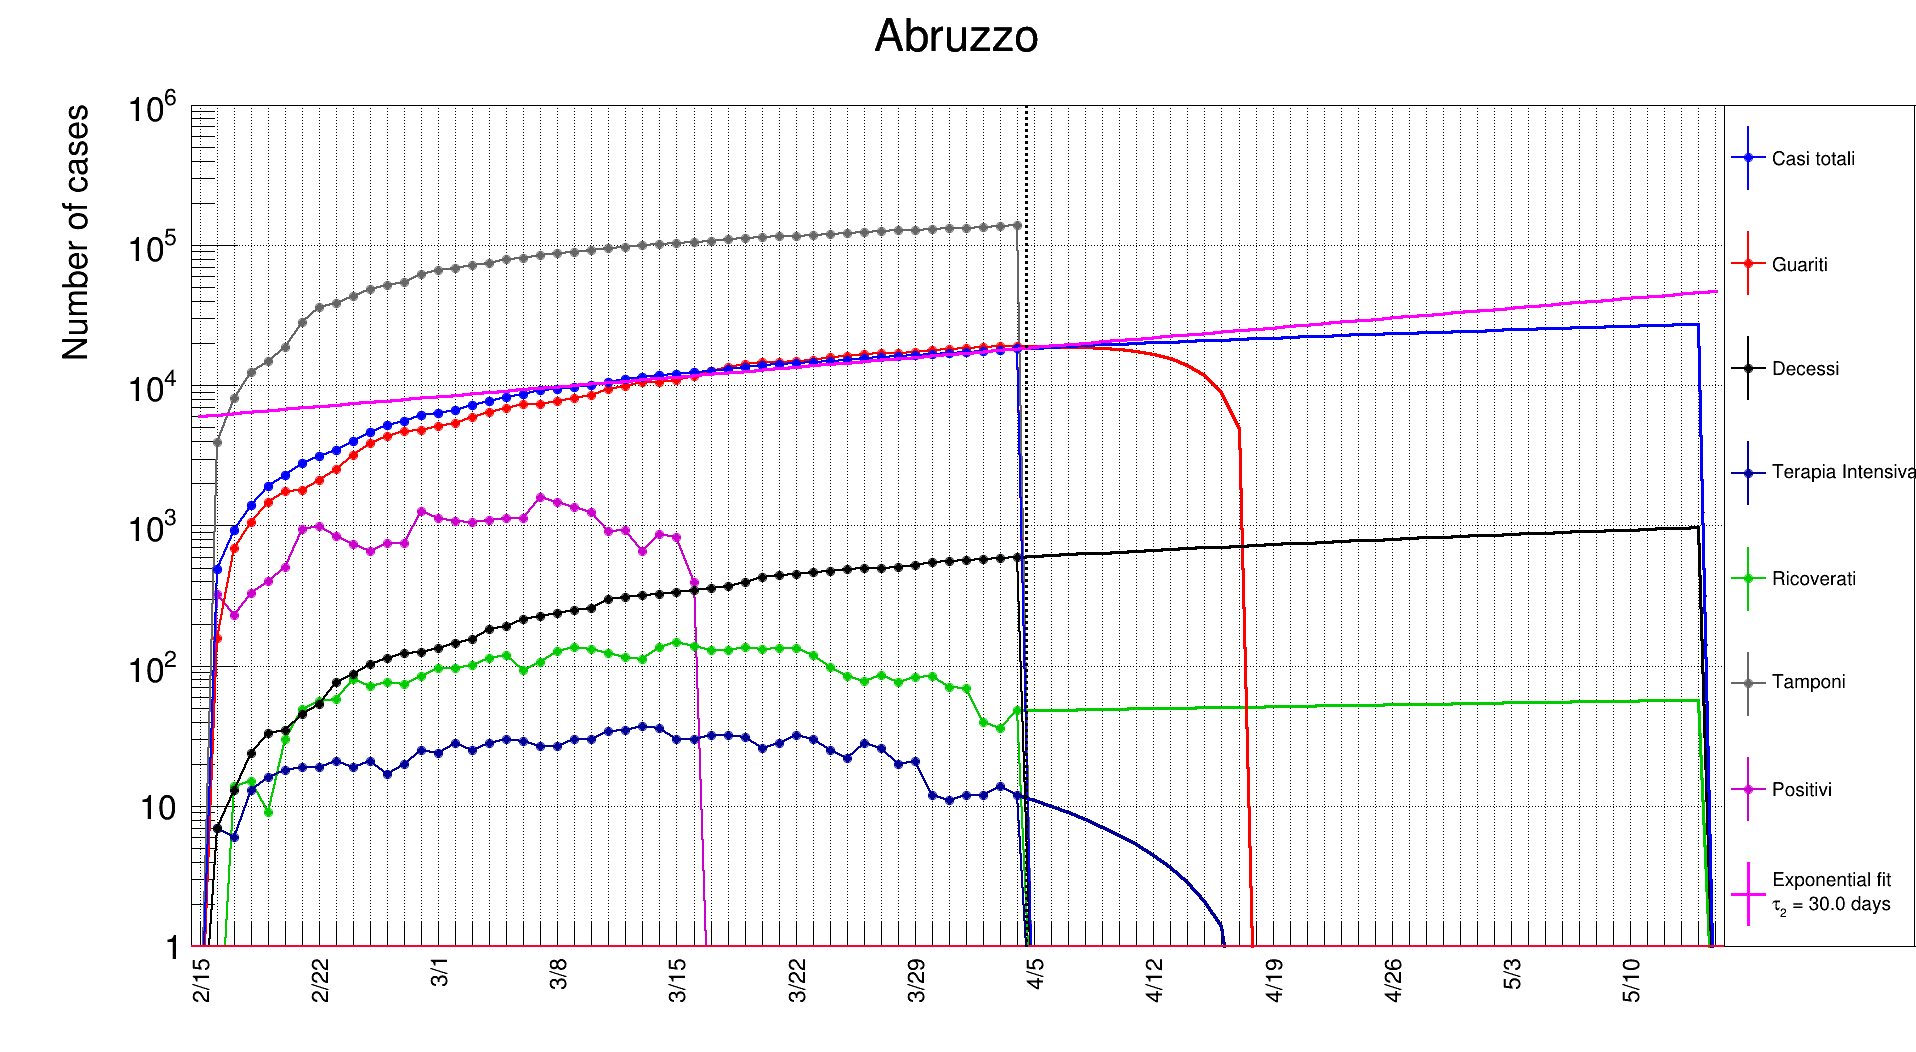 Abruzzo
Number of cases
10^6
10^5
10^4
10^3
10^2
10
1
2/15
2/22
3/1
3/8
3/15
3/22
3/29
4/5
4/12
4/19
4/26
5/3
5/10
Casi totali
Guariti
Decessi
Terapia Intensiva
Ricoverati
Tamponi
Positivi
Exponential fit
τ_2 = 30.0 days